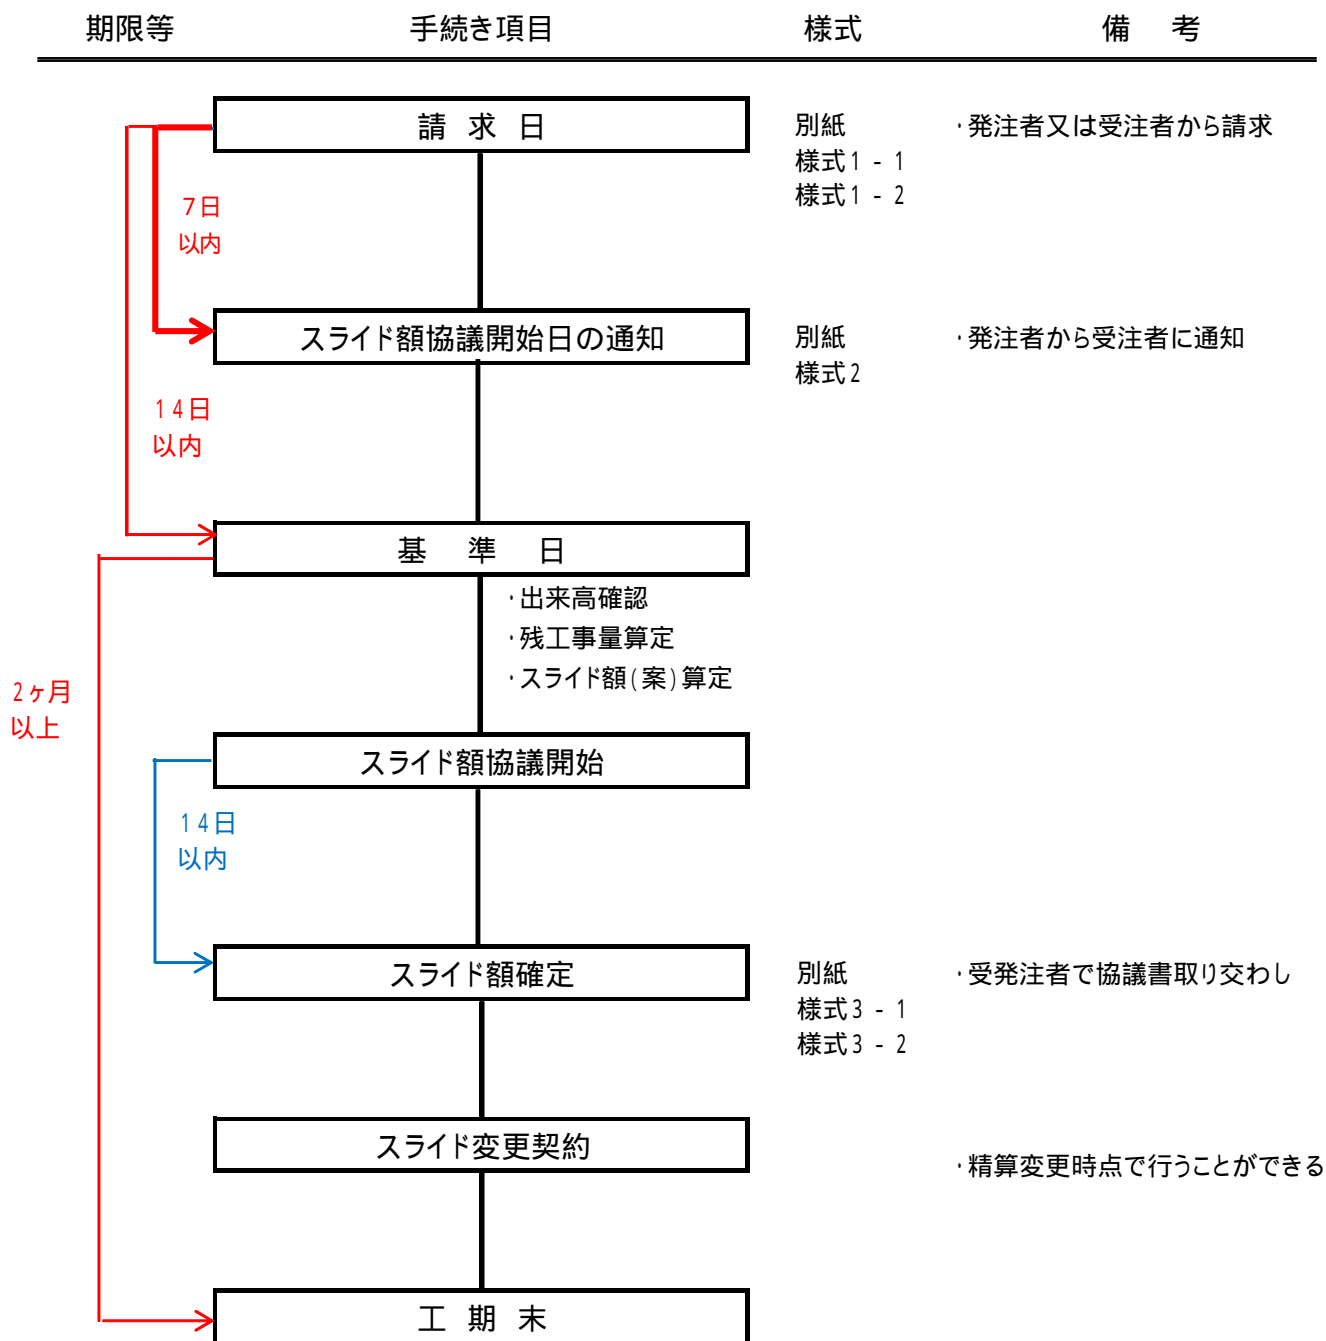 期限等 手続き項目 様式 備 考
請 求 日 別紙 ・発注者又は受注者から請求
様式1 - 1
様式1 - 2
7日
以内
スライド額協議開始日の通知 別紙 ・発注者から受注者に通知
様式2
14日
以内
基 準 日
・出来高確認
・残工事量算定
・スライド額(案)算定
2ヶ月
以上
スライド額協議開始
14日
以内
スライド額確定 別紙 ・受発注者で協議書取り交わし
様式3 - 1
様式3 - 2
スライド変更契約
・精算変更時点で行うことができる
工 期 末